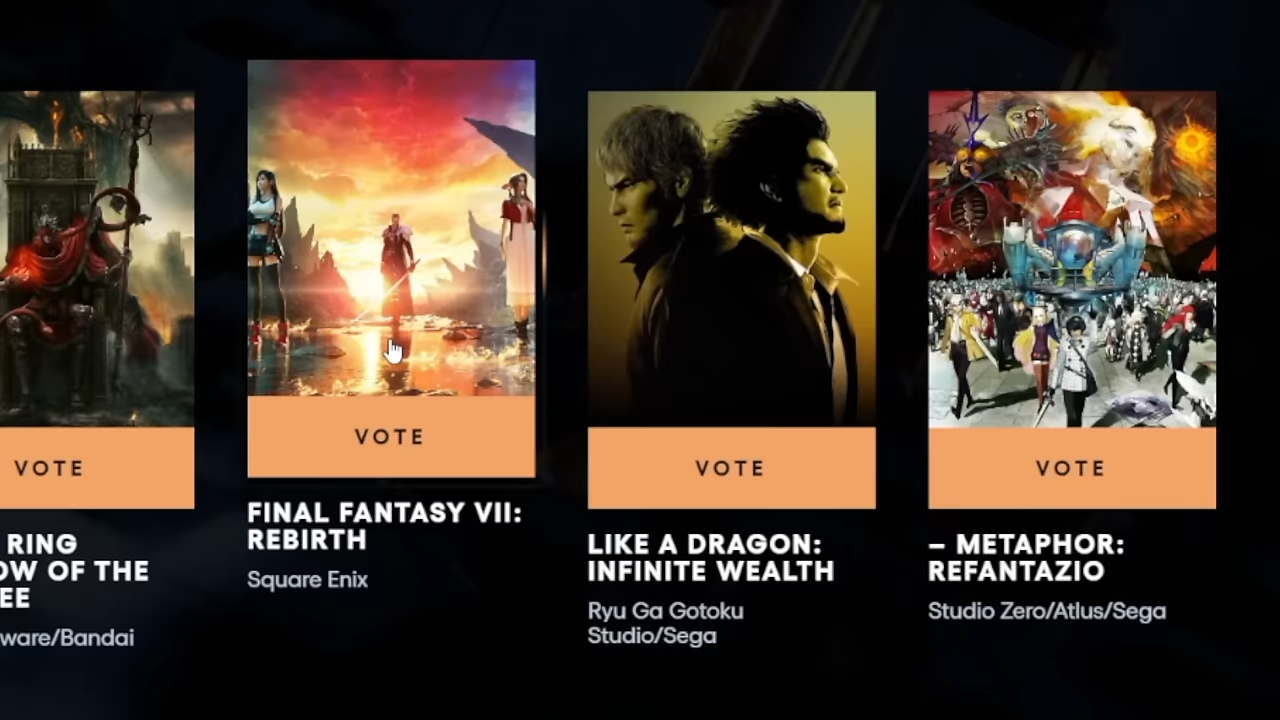 VOTE
RING
OW OF THE
EE
ware/Bandai
VOTE
FINAL FANTASY VII:
REBIRTH
Square Enix
VOTE
LIKE A DRAGON:
INFINITE WEALTH
Ryu Ga Gotoku
Studio/Sega
VOTE
– METAPHOR:
REFANTAZIO
Studio Zero/Atlus/Sega